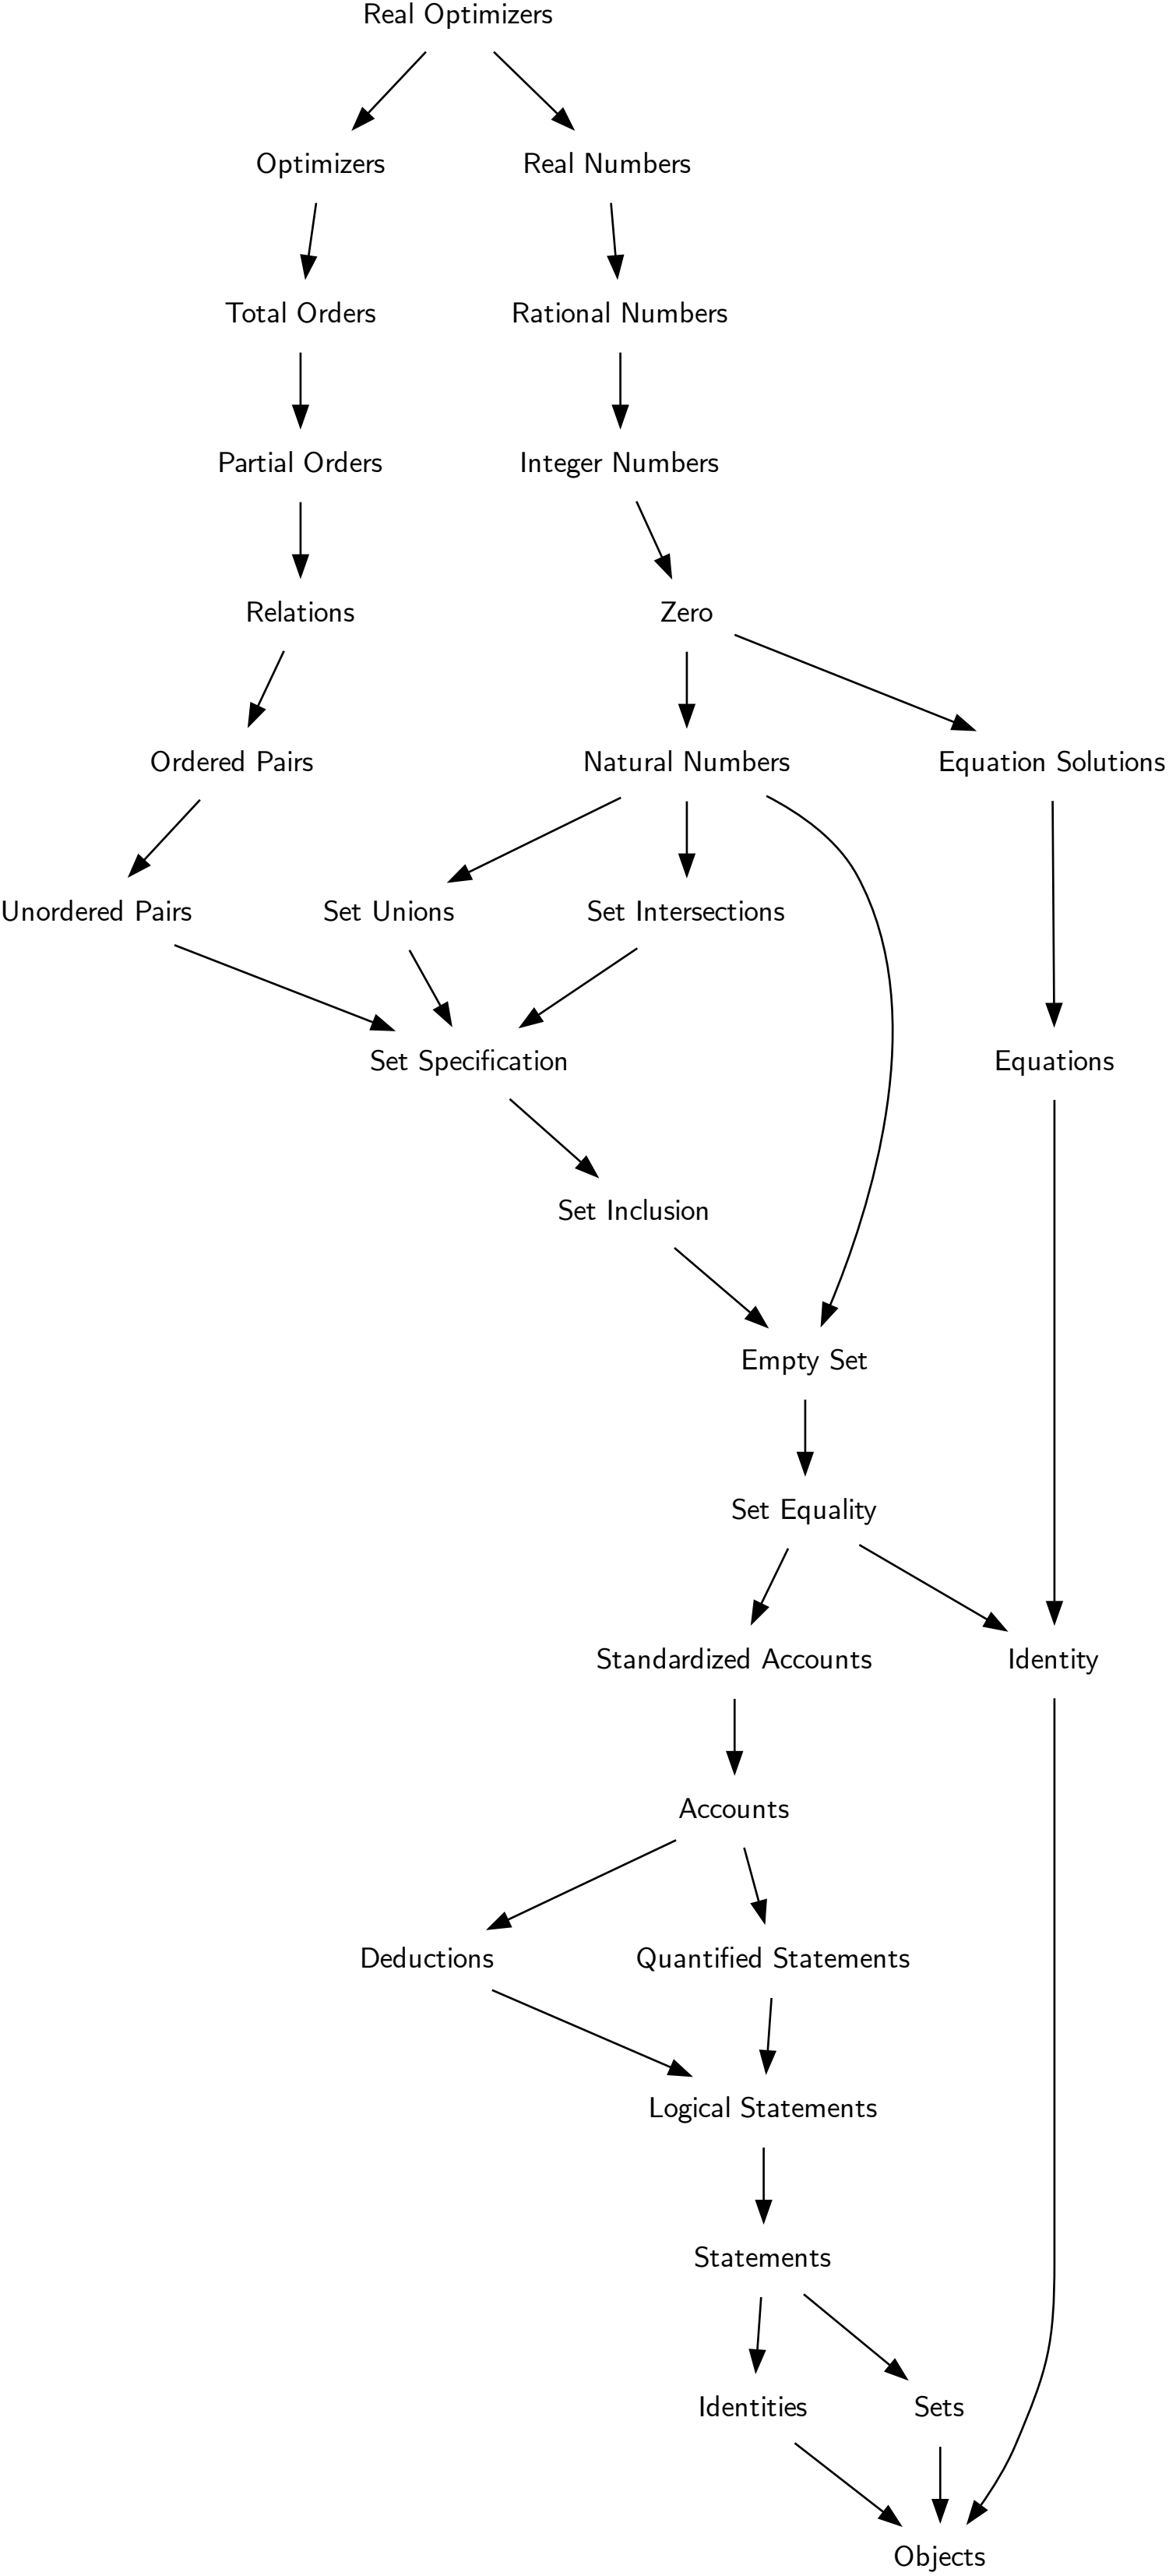 Real Optimizers
Optimizers
Real Numbers
Total Orders
Rational Numbers
Partial Orders
Integer Numbers
Relations
Zero
Ordered Pairs
Natural Numbers
Equation Solutions
Unordered Pairs
Set Unions
Set Intersections
Set Specification
Equations
Set Inclusion
Empty Set
Set Equality
Standardized Accounts
Identity
Accounts
Deductions
Quantified Statements
Logical Statements
Statements
Identities
Sets
Objects